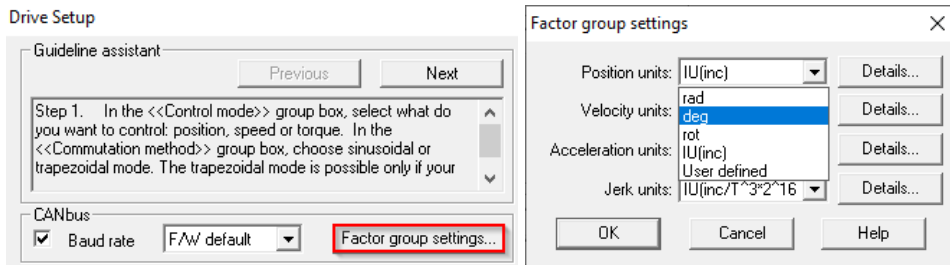 Drive Setup
Guideline assistant
Previous
Next
Step 1. In the <<Control mode>> group box, select what do
you want to control: position, speed or torque. In the
<<Commutation method>> group box, choose sinusoidal or
trapezoidal mode. The trapezoidal mode is possible only if your
CANbus
Baud rate
F/W default
Factor group settings...
Factor group settings
Position units: IU(inc) Details...
rad
Velocity units: deg Details...
rot
Acceleration units: IU(inc) Details...
User defined
Jerk units: IU(inc/T^3*2^16 Details...
OK
Cancel
Help